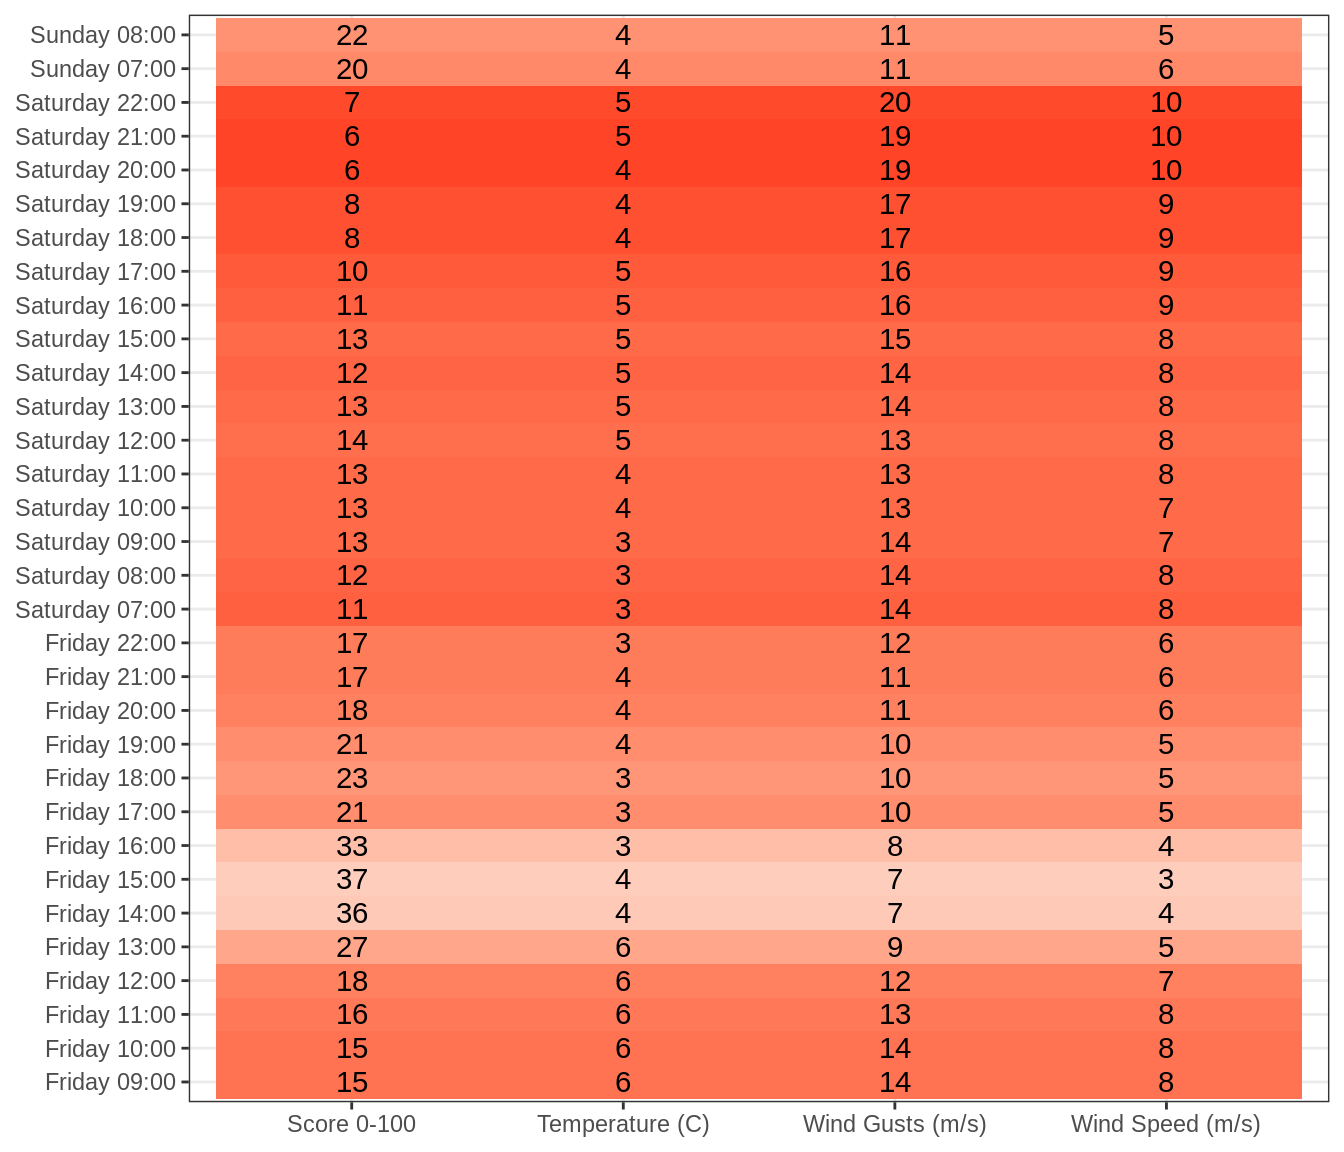 Sunday 08:00 22 4 11 5
Sunday 07:00 20 4 11 6
Saturday 22:00 7 5 20 10
Saturday 21:00 6 5 19 10
Saturday 20:00 6 4 19 10
Saturday 19:00 8 4 17 9
Saturday 18:00 8 4 17 9
Saturday 17:00 10 5 16 9
Saturday 16:00 11 5 16 9
Saturday 15:00 13 5 15 8
Saturday 14:00 12 5 14 8
Saturday 13:00 13 5 14 8
Saturday 12:00 14 5 13 8
Saturday 11:00 13 4 13 8
Saturday 10:00 13 4 13 7
Saturday 09:00 13 3 14 7
Saturday 08:00 12 3 14 8
Saturday 07:00 11 3 14 8
Friday 22:00 17 3 12 6
Friday 21:00 17 4 11 6
Friday 20:00 18 4 11 6
Friday 19:00 21 4 10 5
Friday 18:00 23 3 10 5
Friday 17:00 21 3 10 5
Friday 16:00 33 3 8 4
Friday 15:00 37 4 7 3
Friday 14:00 36 4 7 4
Friday 13:00 27 6 9 5
Friday 12:00 18 6 12 7
Friday 11:00 16 6 13 8
Friday 10:00 15 6 14 8
Friday 09:00 15 6 14 8
Score 0-100 Temperature (C) Wind Gusts (m/s) Wind Speed (m/s)